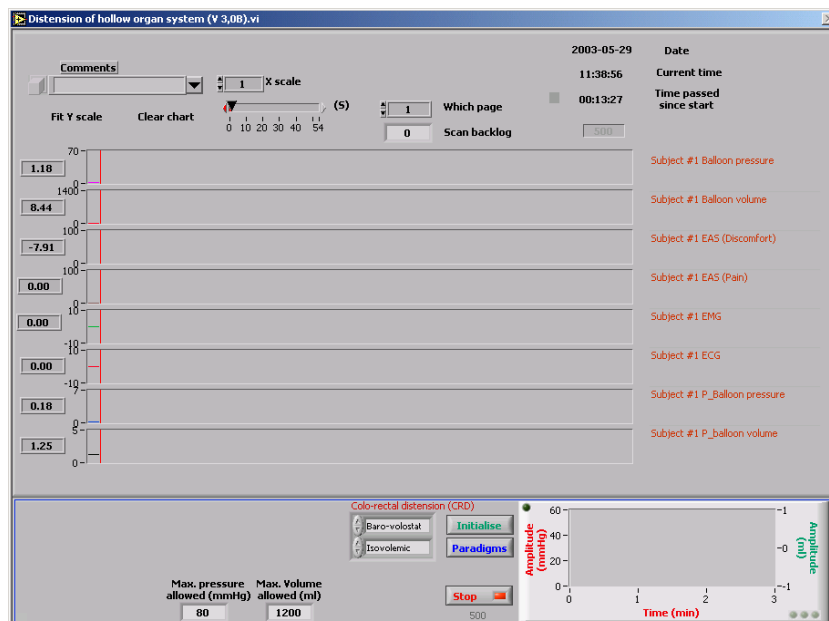 Distension of hollow organ system (V 3,0B).vi
2003-05-29 Date
Comments
11:38:56 Current time
1 X scale
00:13:27 Time passed since start
Fit Y scale Clear chart
0 10 20 30 40 54 (S)
1 Which page
0 Scan backlog
500
70 0
1.18 Subject #1 Balloon pressure
1400 0
8.44 Subject #1 Balloon volume
100 0
-7.91 Subject #1 EAS (Discomfort)
100 0
0.00 Subject #1 EAS (Pain)
10 -10
0.00 Subject #1 EMG
10 -10
0.00 Subject #1 ECG
7 0
0.18 Subject #1 P_Balloon pressure
5 0
1.25 Subject #1 P_balloon volume
Colo-rectal distension (CRD)
Baro-volostat Initialise
Isovolemic Paradigms
Max. pressure allowed (mmHg) Max. Volume allowed (ml)
80 1200
Stop
500
Amplitude (mmHg)
60 40 20 0
0 1 2 3
Time (min)
1 0 -1
Amplitude (ml)